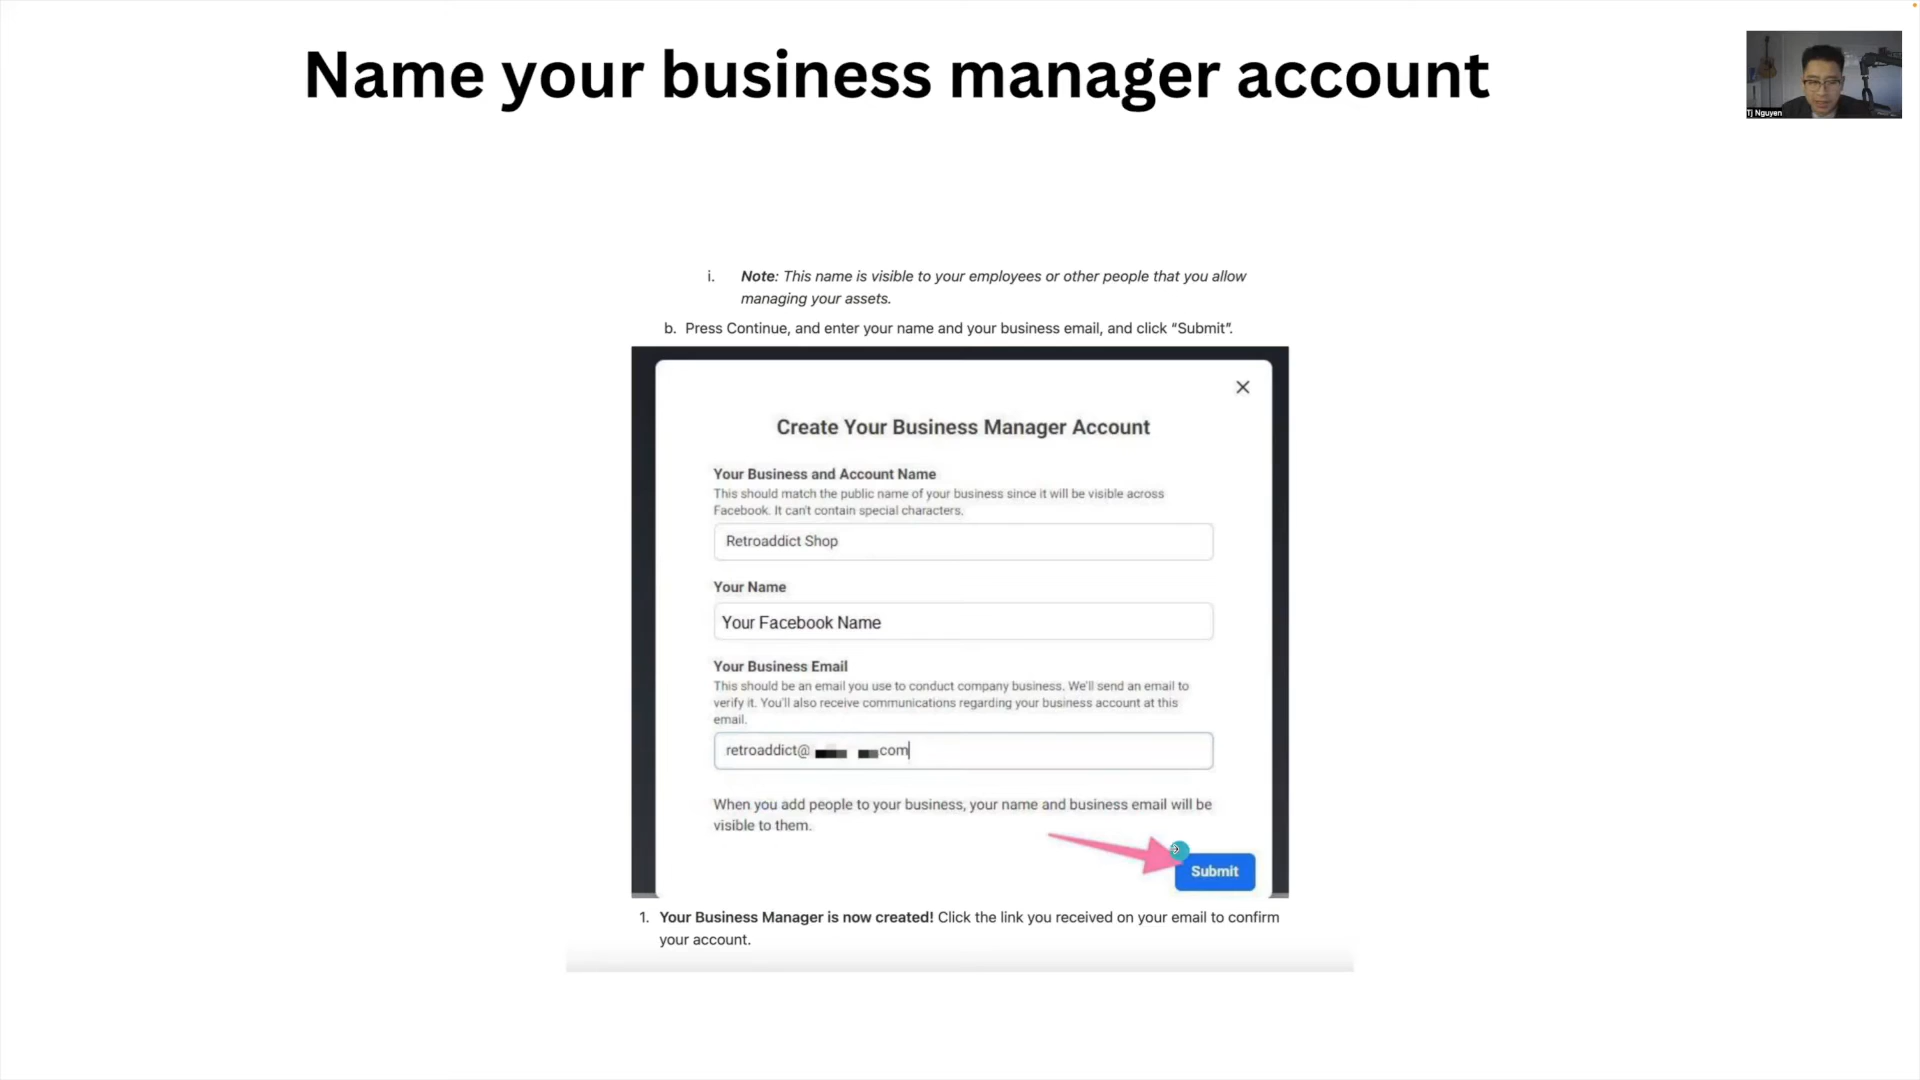 Name your business manager account
Tj Nguyen
i. Note: This name is visible to your employees or other people that you allow
managing your assets.
b. Press Continue, and enter your name and your business email, and click “Submit”.
Create Your Business Manager Account
Your Business and Account Name
This should match the public name of your business since it will be visible across
Facebook. It can't contain special characters.
Retroaddict Shop
Your Name
Your Facebook Name
Your Business Email
This should be an email you use to conduct company business. We'll send an email to
verify it. You'll also receive communications regarding your business account at this
email.
retroaddict@ com
When you add people to your business, your name and business email will be
visible to them.
Submit
1. Your Business Manager is now created! Click the link you received on your email to confirm
your account.